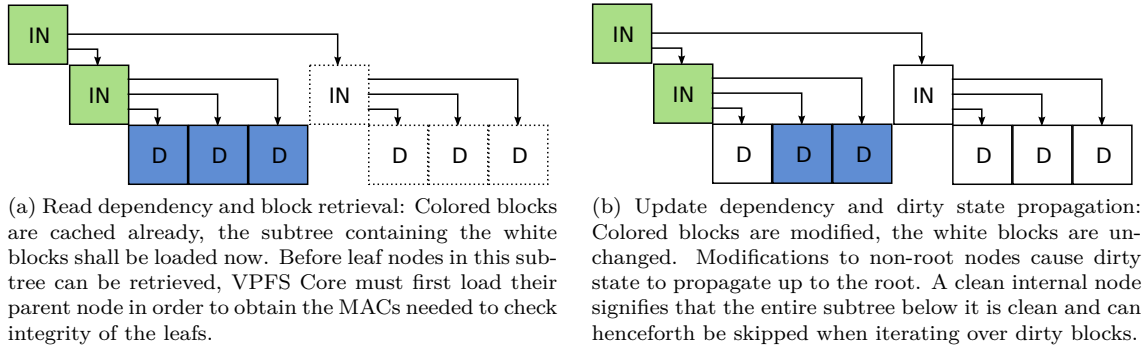 IN
IN
IN
D D D
D D D
(a) Read dependency and block retrieval: Colored blocks
are cached already, the subtree containing the white
blocks shall be loaded now. Before leaf nodes in this sub-
tree can be retrieved, VPFS Core must first load their
parent node in order to obtain the MACs needed to check
integrity of the leafs.
IN
IN
IN
D D D
D D D
(b) Update dependency and dirty state propagation:
Colored blocks are modified, the white blocks are un-
changed. Modifications to non-root nodes cause dirty
state to propagate up to the root. A clean internal node
signifies that the entire subtree below it is clean and can
henceforth be skipped when iterating over dirty blocks.